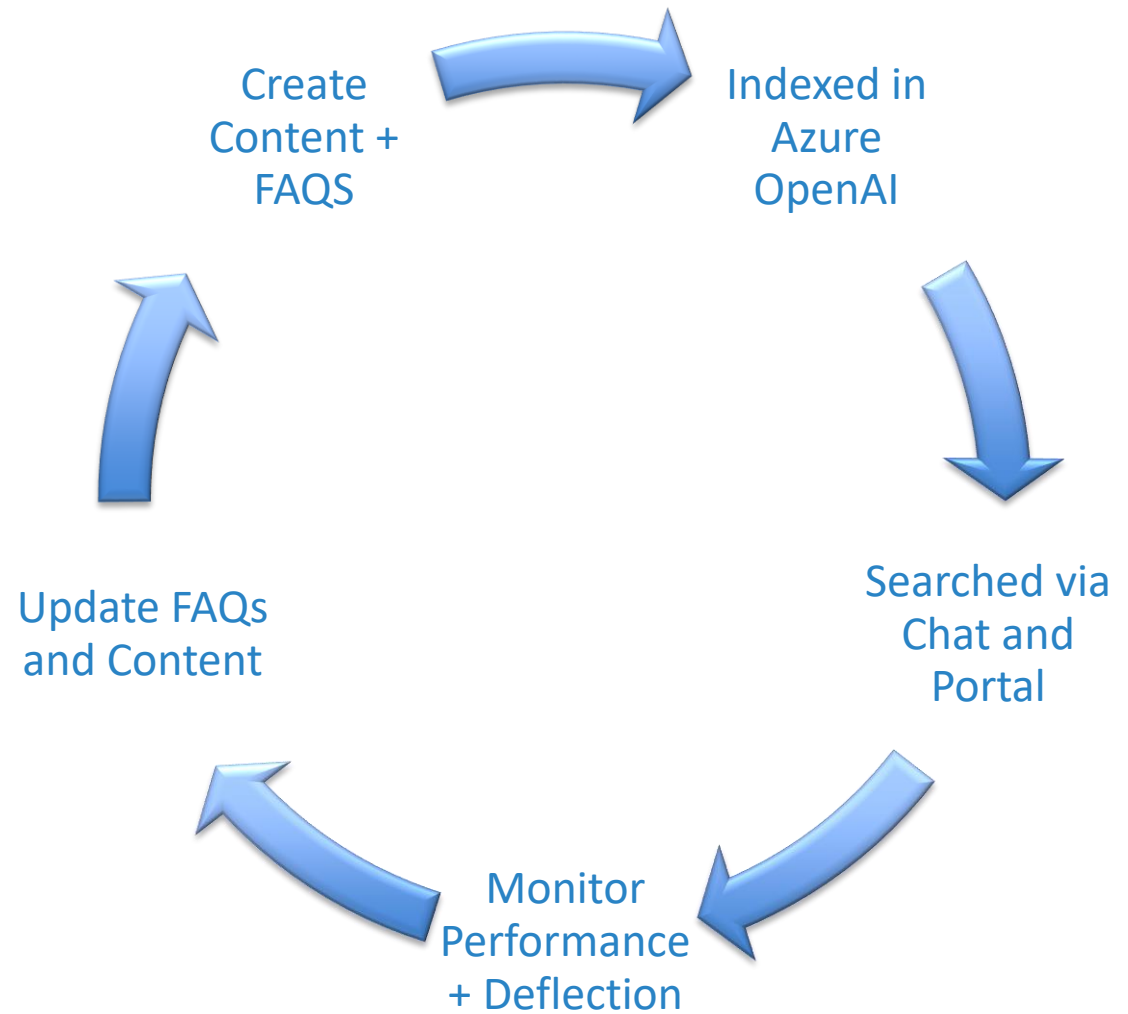 Create
Content +
FAQS
Indexed in
Azure
OpenAI
Searched via
Chat and
Portal
Monitor
Performance
+ Deflection
Update FAQs
and Content